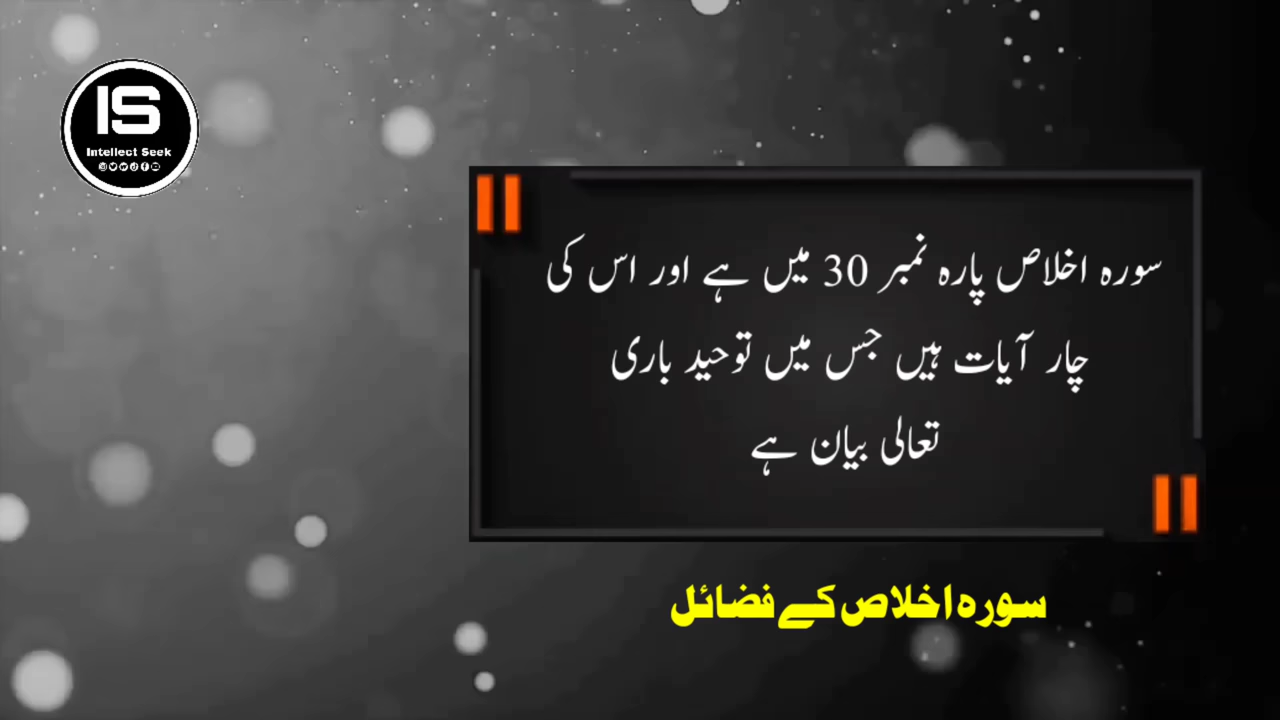 IS
Intellect Seek
سورہ اخلاص پارہ نمبر 30 میں ہے اور اس کی
چار آیات ہیں جس میں توحید باری
تعالی بیان ہے
سورہ اخلاص کے فضائل